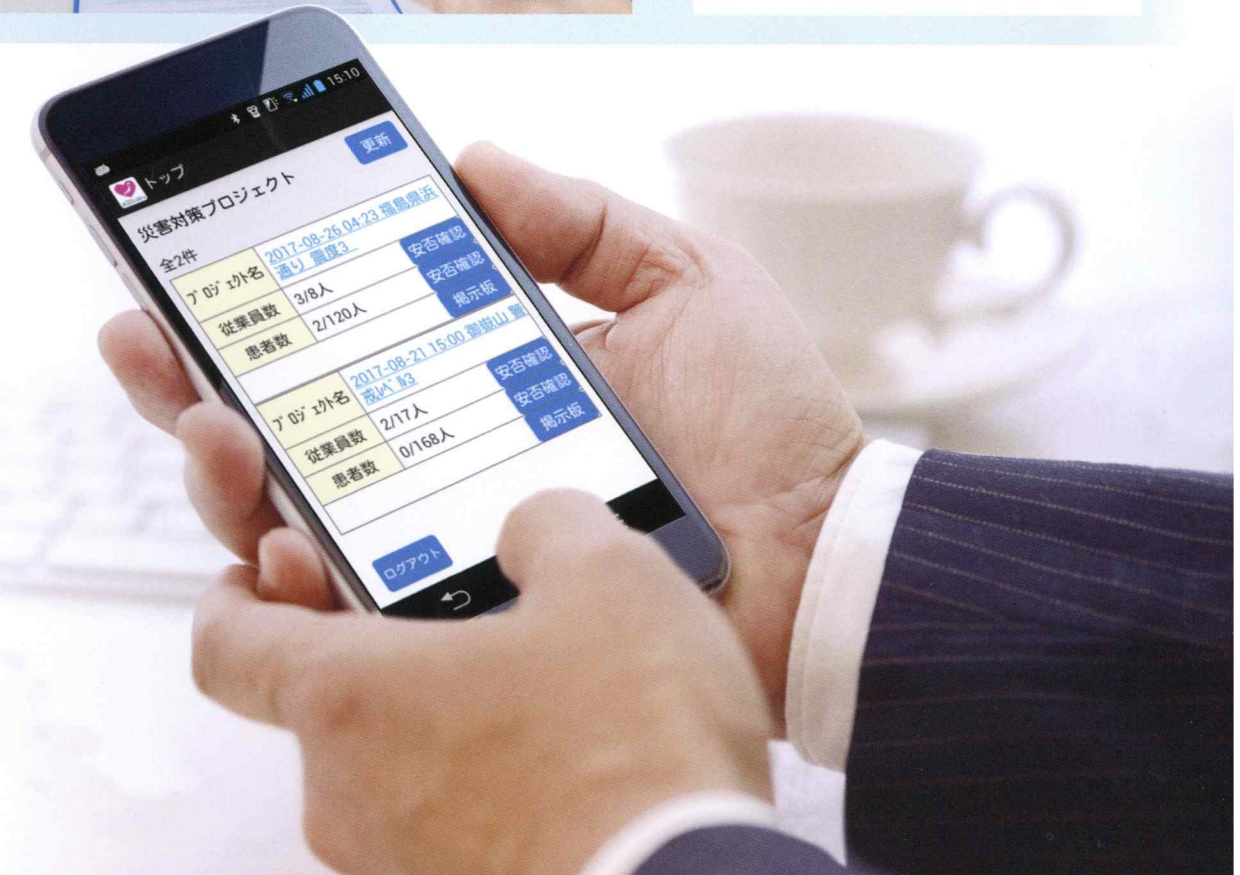 15:10
トップ
災害対策プロジェクト
更新
全2件
プロジェクト名 2017-08-26 04:23 福島県浜
通り 震度3
従業員数 3/8人 安否確認
患者数 2/120人 安否確認
掲示板
プロジェクト名 2017-08-21 15:00 御嶽山 警
戒レベル3
従業員数 2/17人 安否確認
患者数 0/168人 安否確認
掲示板
ログアウト